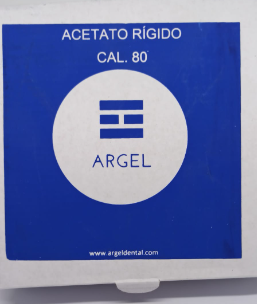 ACETATO RÍGIDO
CAL. 80
ARGEL
www.argeldental.com